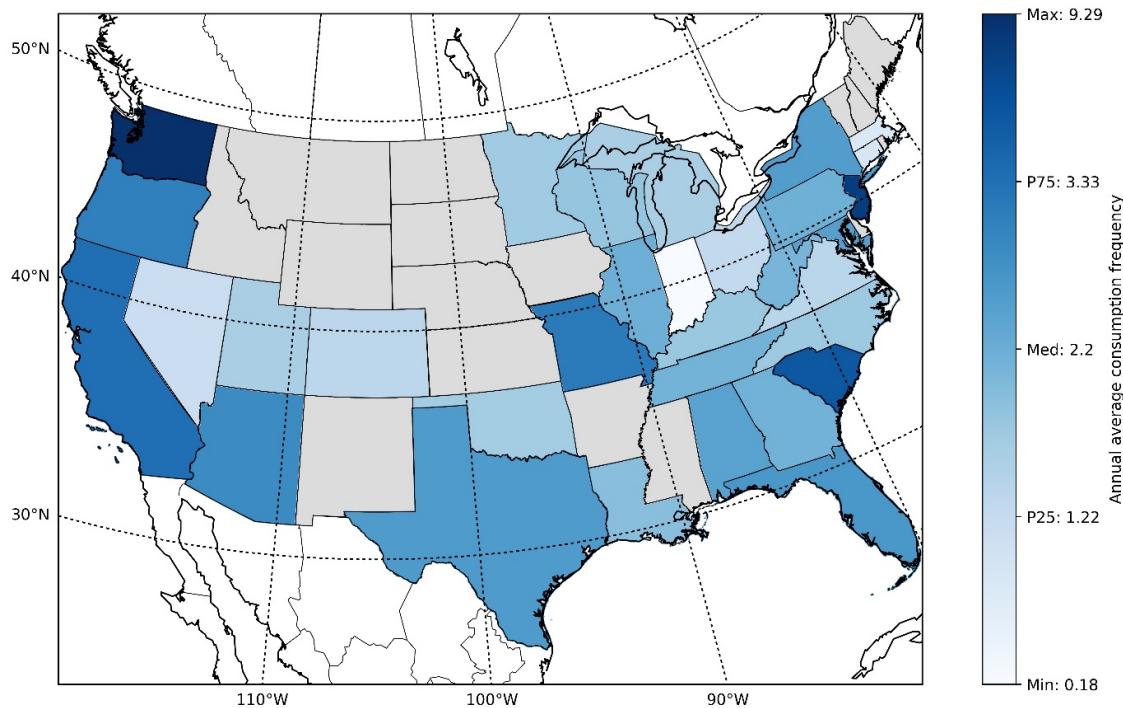 50°N
40°N
30°N
110°W
100°W
90°W
Max: 9.29
P75: 3.33
Med: 2.2
P25: 1.22
Min: 0.18
Annual average consumption frequency